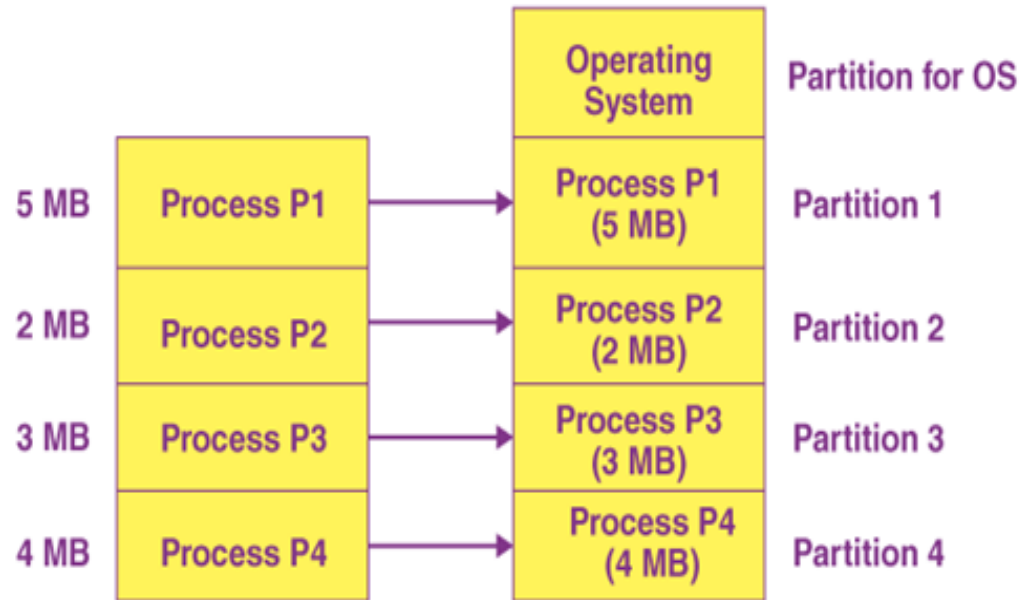 Operating
System
Partition for OS
5 MB
Process P1
Process P1
(5 MB)
Partition 1
2 MB
Process P2
Process P2
(2 MB)
Partition 2
3 MB
Process P3
Process P3
(3 MB)
Partition 3
4 MB
Process P4
Process P4
(4 MB)
Partition 4